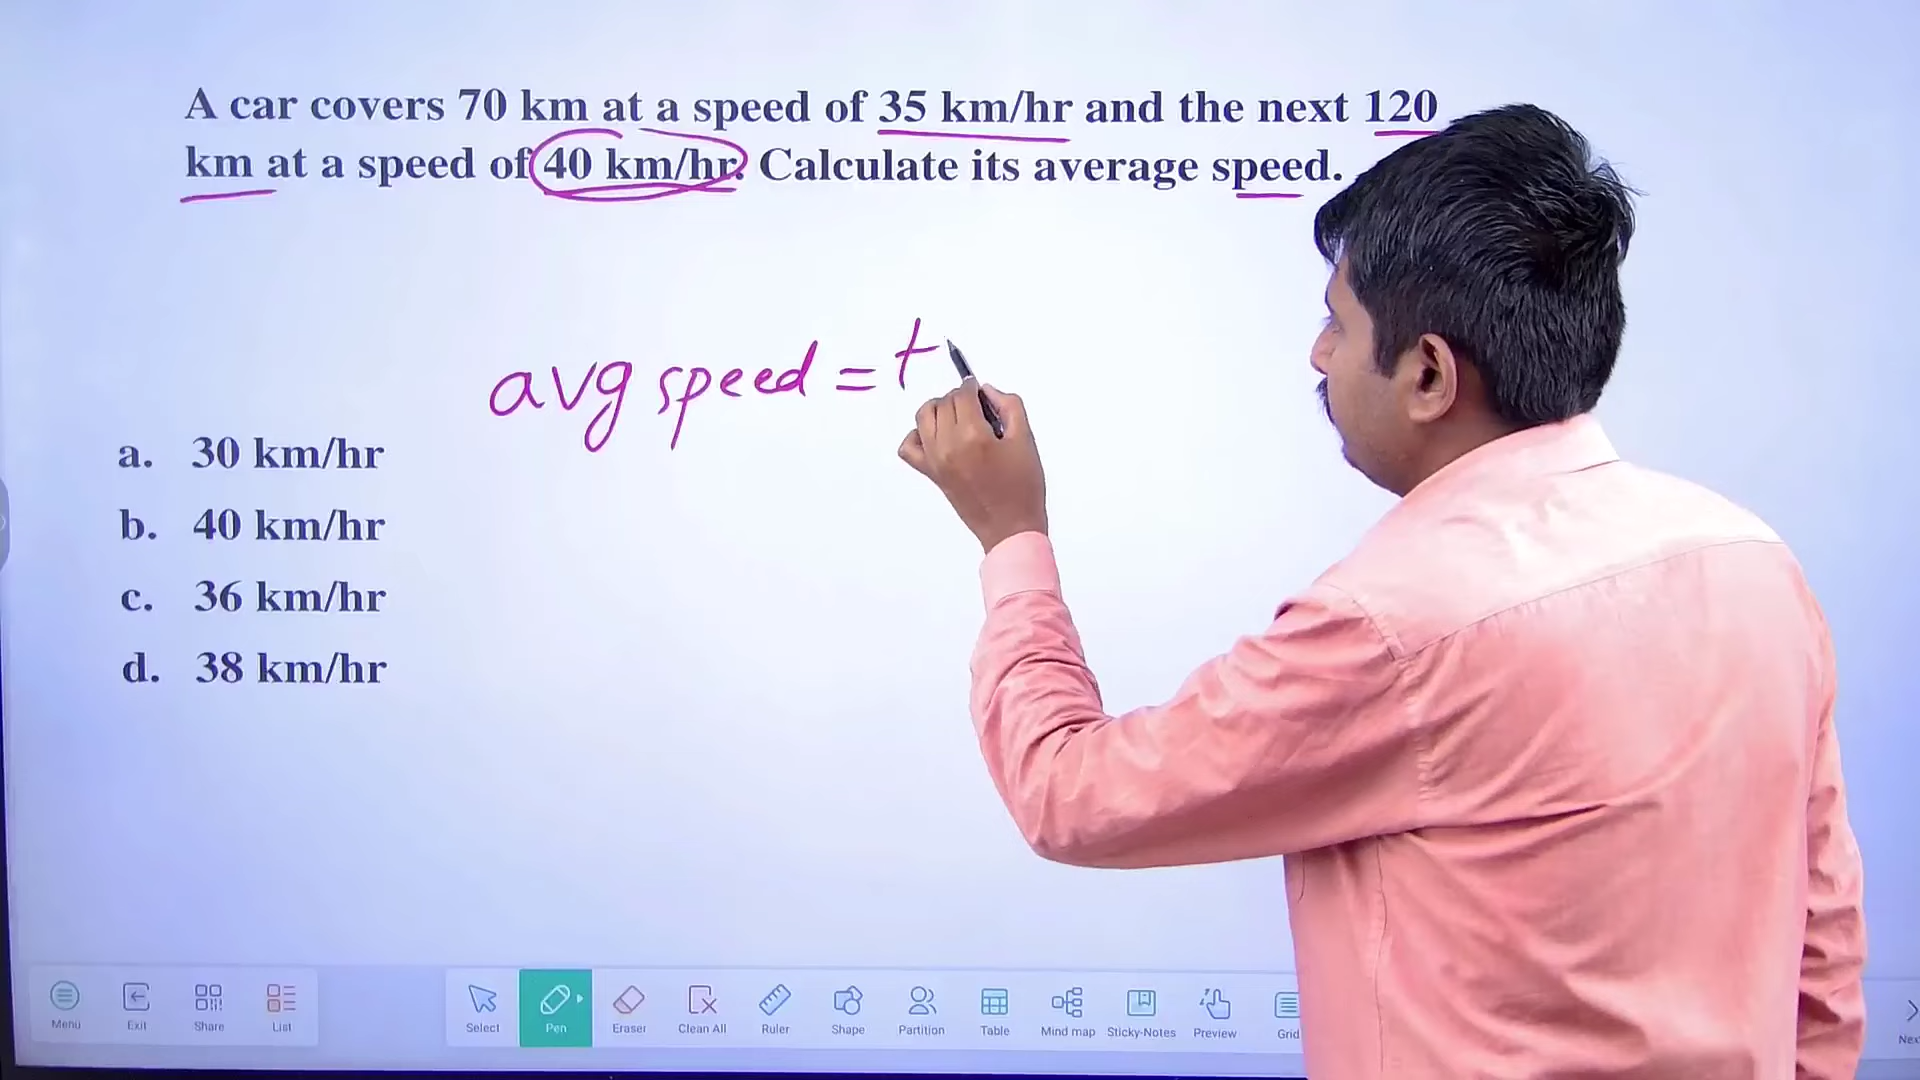 A car covers 70 km at a speed of 35 km/hr and the next 120
km at a speed of 40 km/hr. Calculate its average speed.
avg speed = t
a. 30 km/hr
b. 40 km/hr
c. 36 km/hr
d. 38 km/hr
Menu Exit Share List Select Pen Eraser Clean All Ruler Shape Partition Table Mind map Sticky-Notes Preview Grid